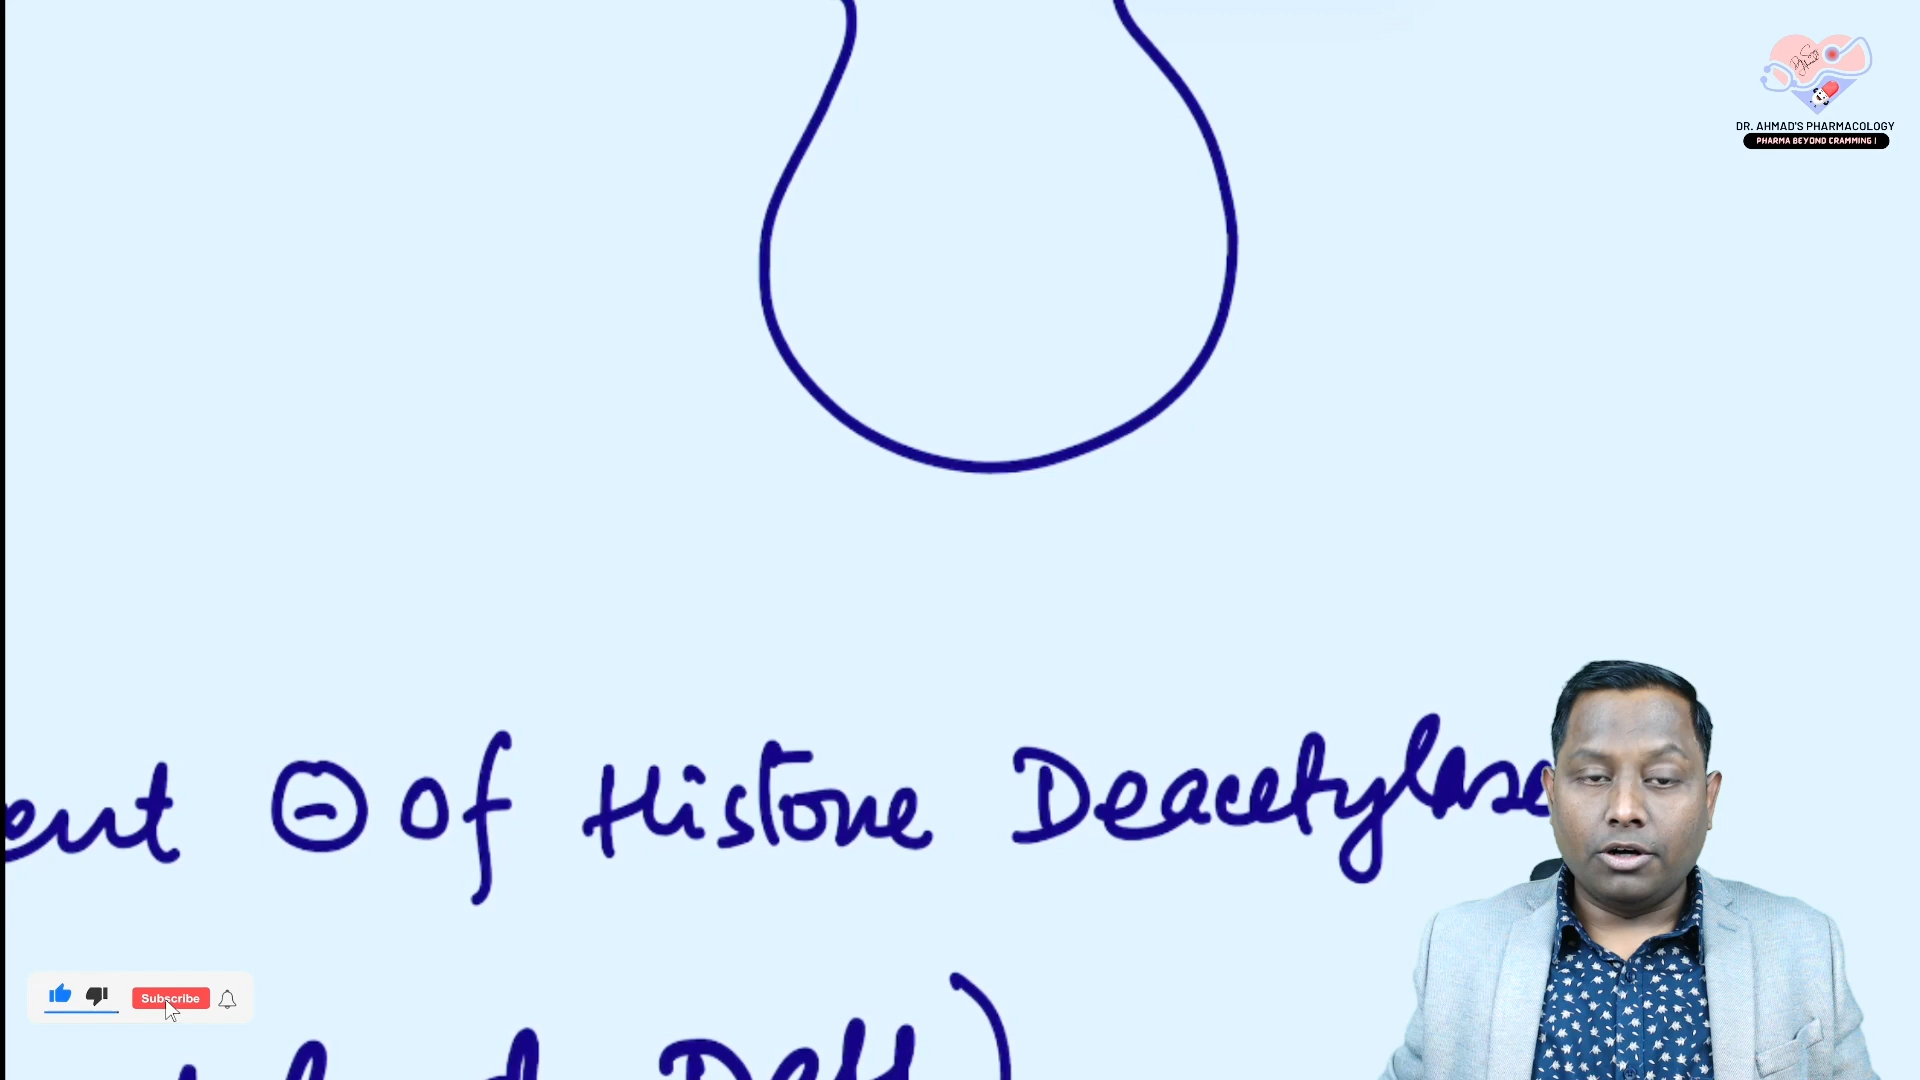 DR. AHMAD'S PHARMACOLOGY
PHARMA BEYOND CRAMMING !
ent ⊖ of Histone Deacetylase
Subscribe
)